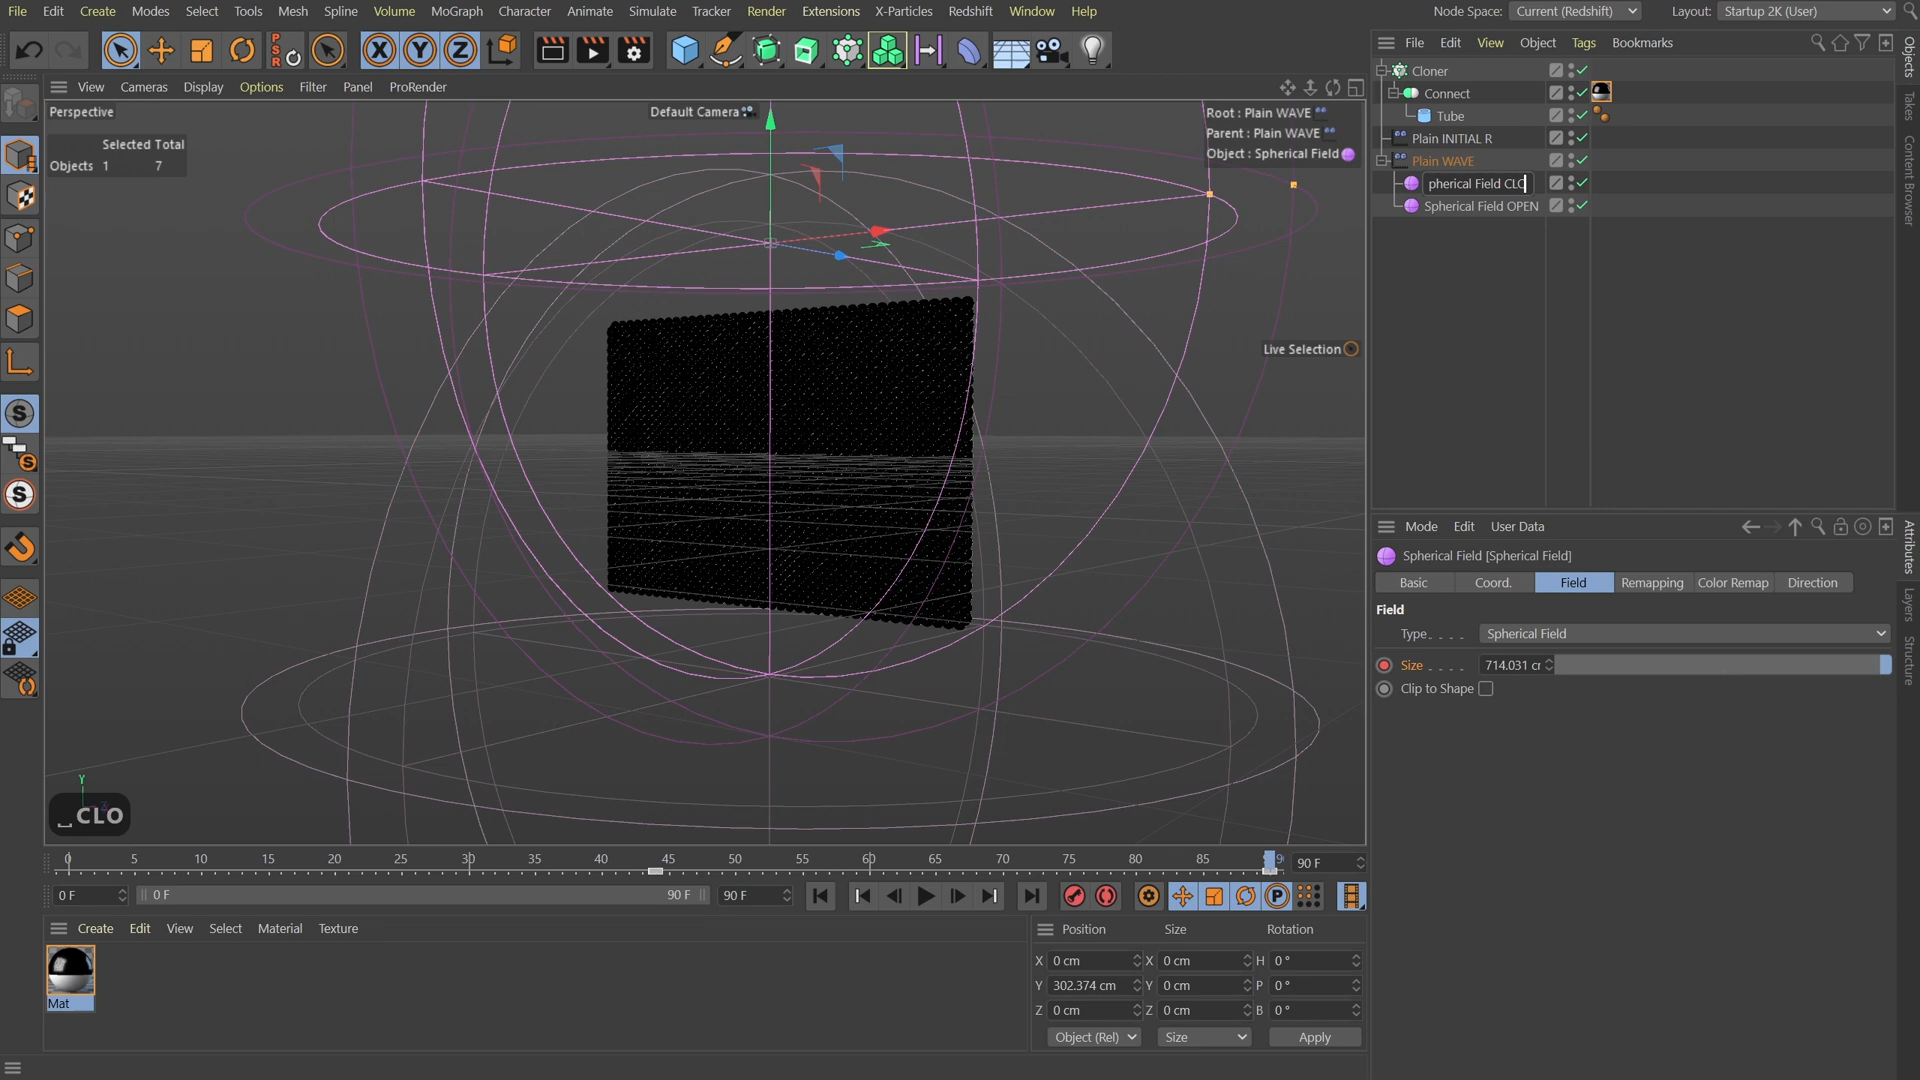 File Edit Create Modes Select Tools Mesh Spline Volume MoGraph Character Animate Simulate Tracker Render Extensions X-Particles Redshift Window Help Node Space: Current (Redshift) Layout: Startup 2K (User)
File Edit View Object Tags Bookmarks
View Cameras Display Options Filter Panel ProRender
Perspective Default Camera
Root : Plain WAVE
Parent : Plain WAVE
Object : Spherical Field
Selected Total
Objects 1 7
Live Selection
Cloner
Connect
Tube
Plain INITIAL R
Plain WAVE
pherical Field CLO
Spherical Field OPEN
Objects
Takes
Content Browser
Mode Edit User Data
Spherical Field [Spherical Field]
Basic Coord. Field Remapping Color Remap Direction
Field
Type . . . . Spherical Field
Size . . . . 714.031 cr
Clip to Shape
Attributes
Layers
Structure
Y
CLO
0 5 10 15 20 25 30 35 40 45 50 55 60 65 70 75 80 85 90 F
0 F 0 F 90 F 90 F
Create Edit View Select Material Texture
Mat
Position Size Rotation
X 0 cm X 0 cm H 0 °
Y 302.374 cm Y 0 cm P 0 °
Z 0 cm Z 0 cm B 0 °
Object (Rel) Size Apply